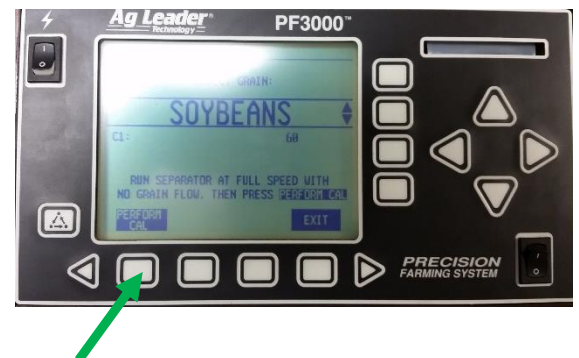 Ag Leader®
Technology
PF3000™
GRAIN:
SOYBEANS
C1: 60
RUN SEPARATOR AT FULL SPEED WITH
NO GRAIN FLOW. THEN PRESS PERFORM CAL
PERFORM
CAL
EXIT
PRECISION
FARMING SYSTEM